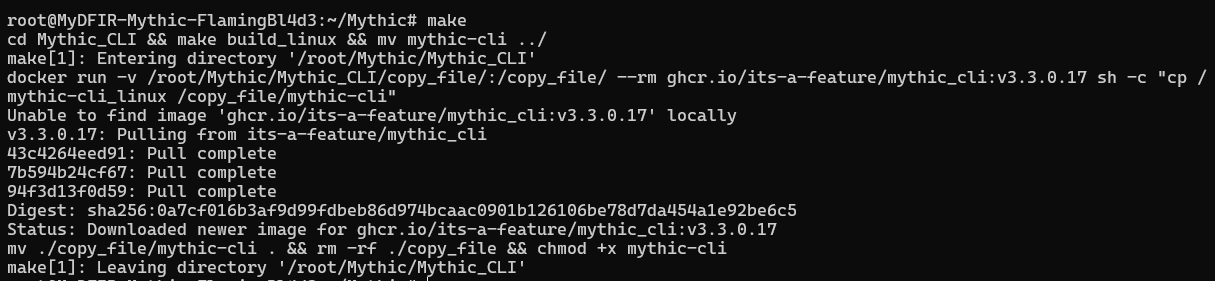 root@MyDFIR-Mythic-FlamingBl4d3:~/Mythic# make
cd Mythic_CLI && make build_linux && mv mythic-cli ../
make[1]: Entering directory '/root/Mythic/Mythic_CLI'
docker run -v /root/Mythic/Mythic_CLI/copy_file/:/copy_file/ --rm ghcr.io/its-a-feature/mythic_cli:v3.3.0.17 sh -c "cp /
mythic-cli_linux /copy_file/mythic-cli"
Unable to find image 'ghcr.io/its-a-feature/mythic_cli:v3.3.0.17' locally
v3.3.0.17: Pulling from its-a-feature/mythic_cli
43c4264eed91: Pull complete
7b594b24cf67: Pull complete
94f3d13f0d59: Pull complete
Digest: sha256:0a7cf016b3af9d99fdbeb86d974bcaac0901b126106be78d7da454a1e92be6c5
Status: Downloaded newer image for ghcr.io/its-a-feature/mythic_cli:v3.3.0.17
mv ./copy_file/mythic-cli . && rm -rf ./copy_file && chmod +x mythic-cli
make[1]: Leaving directory '/root/Mythic/Mythic_CLI'